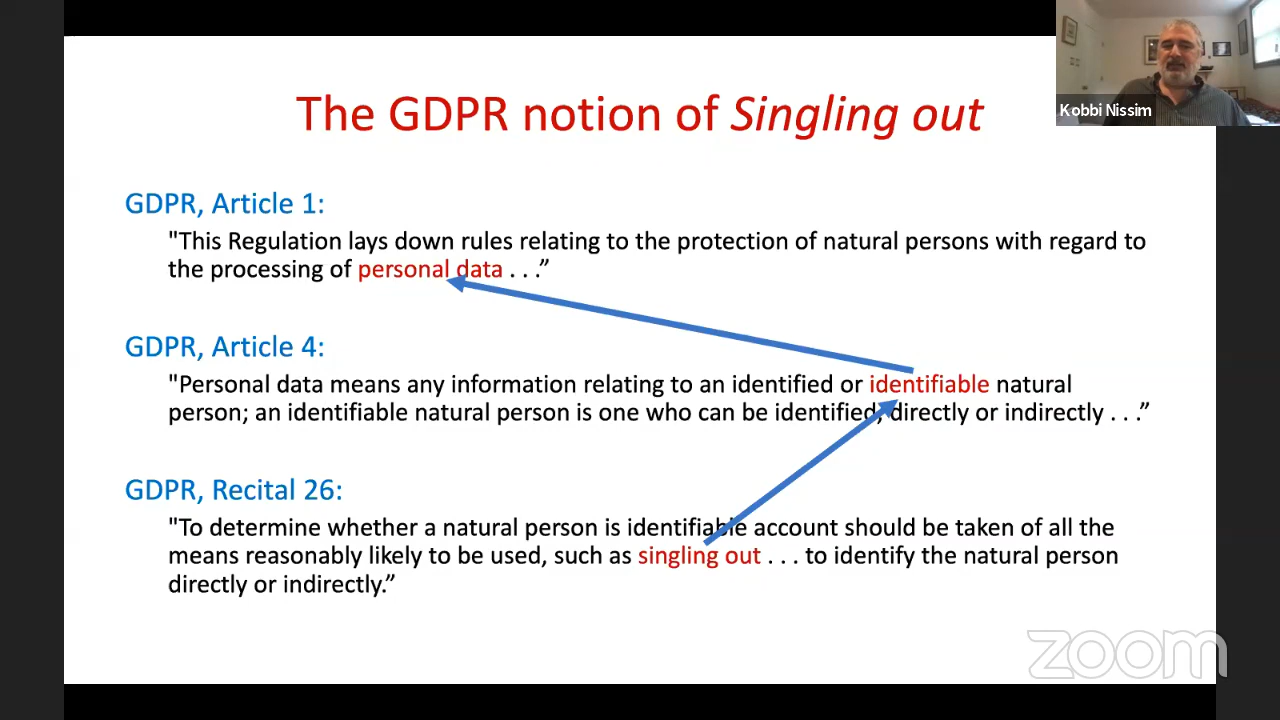 The GDPR notion of Singling out
Kobbi Nissim
GDPR, Article 1:
"This Regulation lays down rules relating to the protection of natural persons with regard to
the processing of personal data . . .”
GDPR, Article 4:
"Personal data means any information relating to an identified or identifiable natural
person; an identifiable natural person is one who can be identified, directly or indirectly . . .”
GDPR, Recital 26:
"To determine whether a natural person is identifiable account should be taken of all the
means reasonably likely to be used, such as singling out . . . to identify the natural person
directly or indirectly.”
zoom